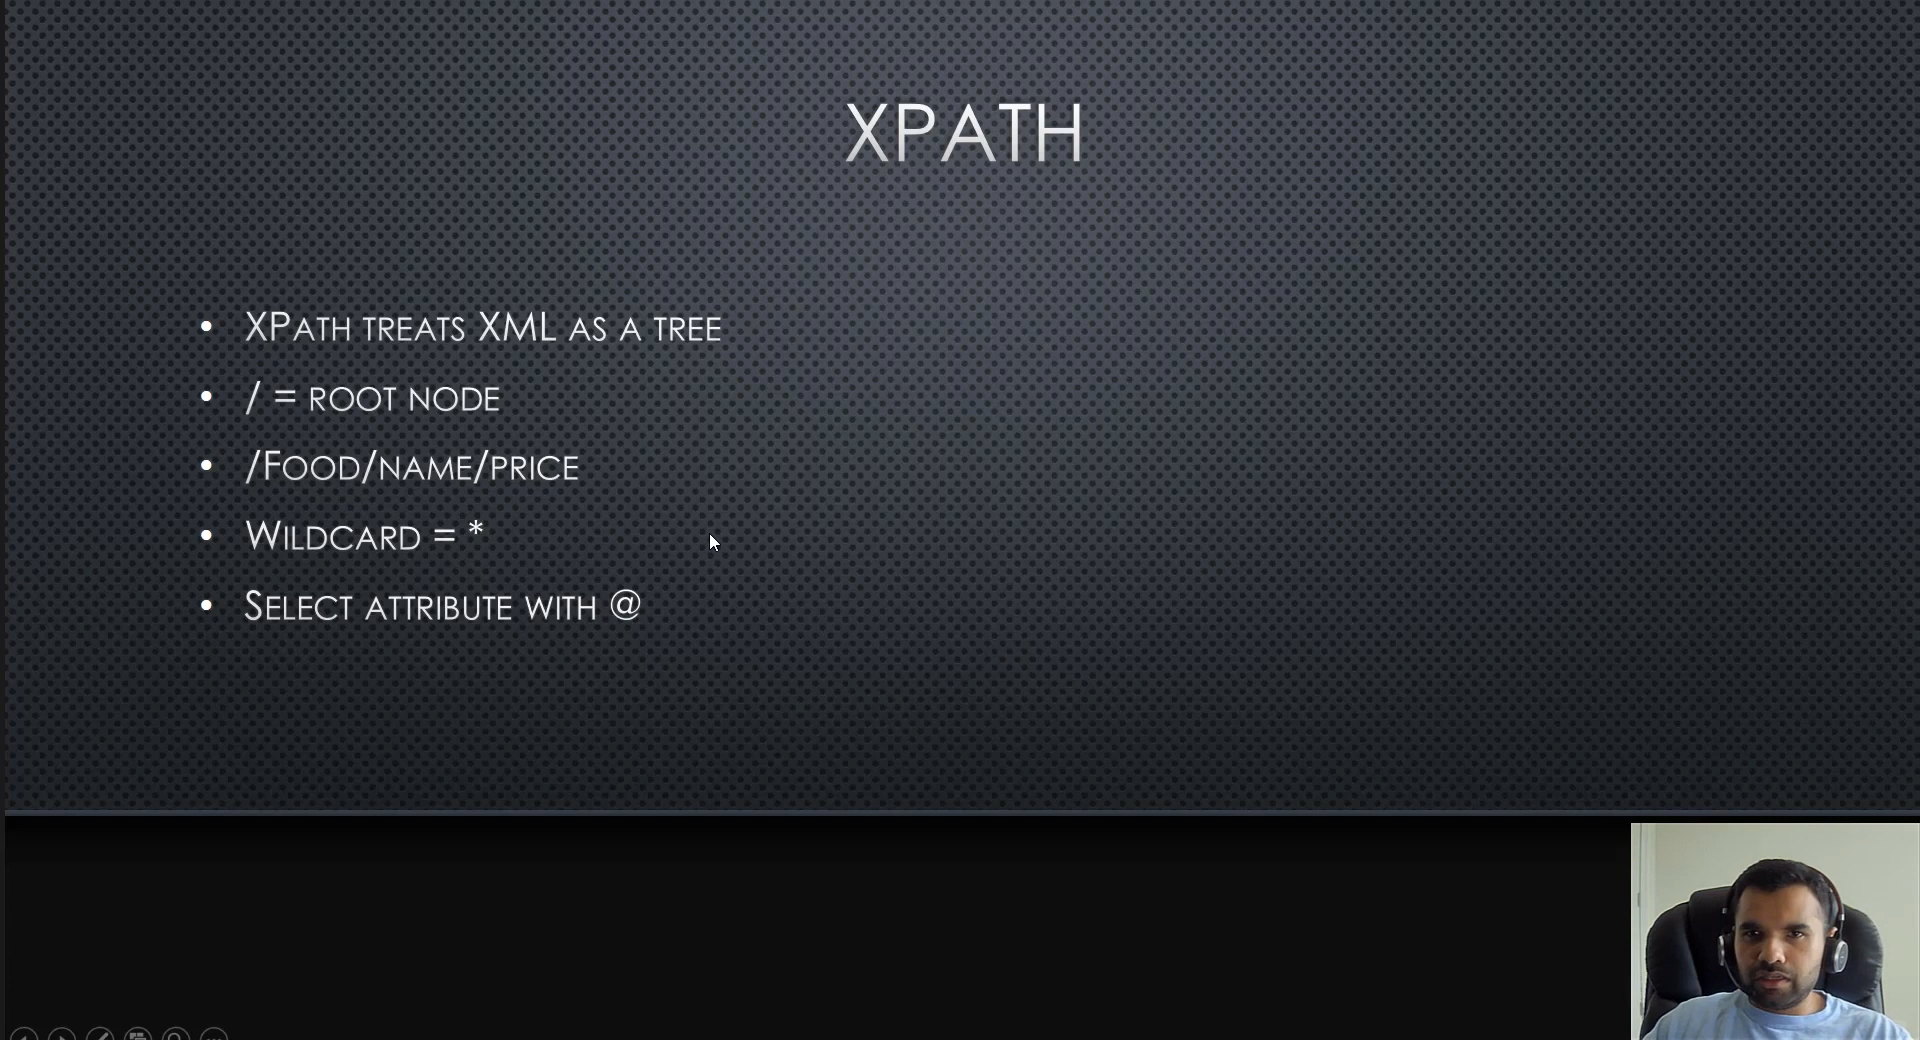 XPATH
• XPATH TREATS XML AS A TREE
• / = ROOT NODE
• /FOOD/NAME/PRICE
• WILDCARD = *
• SELECT ATTRIBUTE WITH @